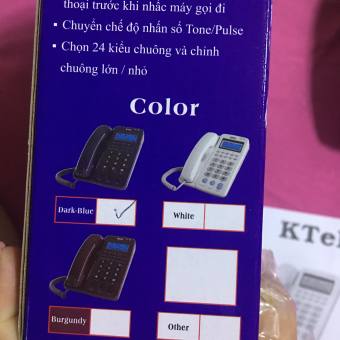 thoại trước khi nhấc máy gọi đi
• Chuyển chế độ nhấn số Tone/Pulse
• Chọn 24 kiểu chuông và chỉnh
chuông lớn / nhỏ
Color
Dark-Blue
White
KTel
Burgundy
Other